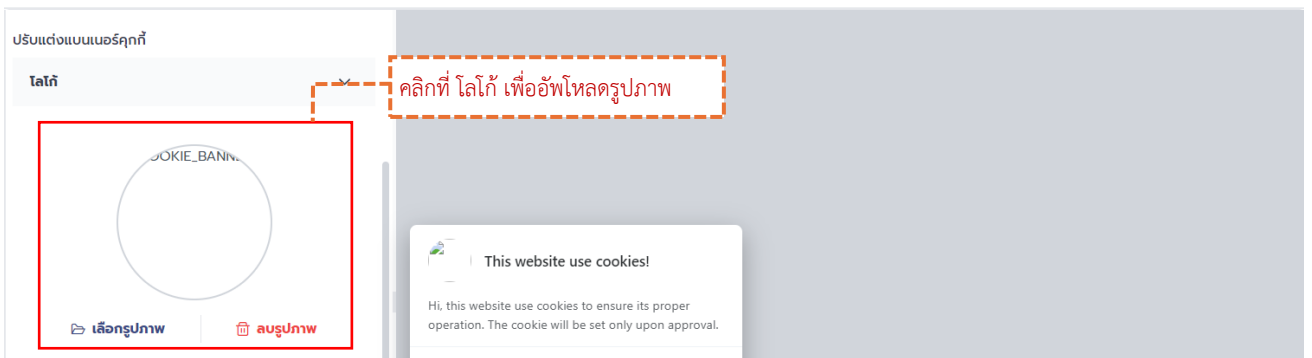 ปรับแต่งแบนเนอร์คุกกี้
โลโก้
คลิกที่ โลโก้ เพื่ออัพโหลดรูปภาพ
OOKIE_BANN
เลือกรูปภาพ
ลบรูปภาพ
This website use cookies!
Hi, this website use cookies to ensure its proper
operation. The cookie will be set only upon approval.